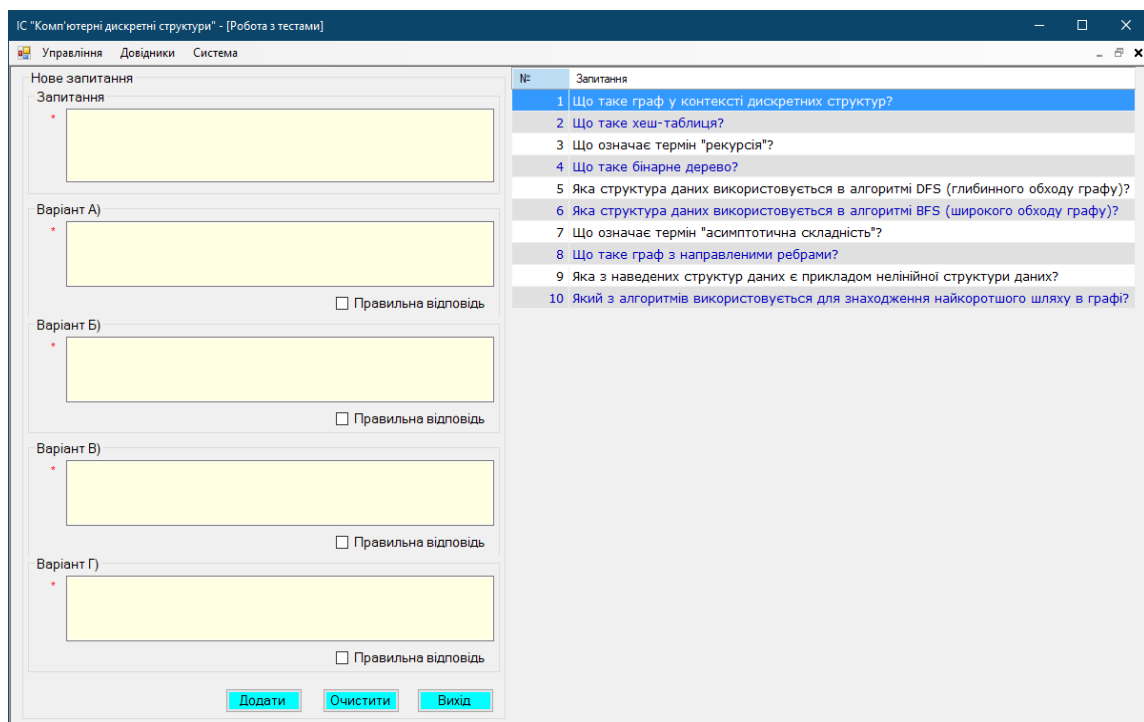 ІС "Комп'ютерні дискретні структури" - [Робота з тестами]
Управління Довідники Система
Нове запитання
Запитання
*
Варіант А)
*
Правильна відповідь
Варіант Б)
*
Правильна відповідь
Варіант В)
*
Правильна відповідь
Варіант Г)
*
Правильна відповідь
Додати Очистити Вихід
№ Запитання
1 Що таке граф у контексті дискретних структур?
2 Що таке хеш-таблиця?
3 Що означає термін "рекурсія"?
4 Що таке бінарне дерево?
5 Яка структура даних використовується в алгоритмі DFS (глибинного обходу графу)?
6 Яка структура даних використовується в алгоритмі BFS (широкого обходу графу)?
7 Що означає термін "асимптотична складність"?
8 Що таке граф з направленими ребрами?
9 Яка з наведених структур даних є прикладом нелінійної структури даних?
10 Який з алгоритмів використовується для знаходження найкоротшого шляху в графі?